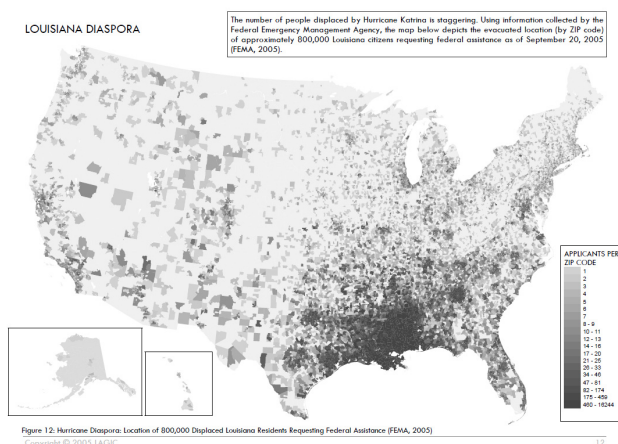 LOUISIANA DIASPORA
The number of people displaced by Hurricane Katrina is staggering. Using information collected by the
Federal Emergency Management Agency, the map below depicts the evacuated location (by ZIP code)
of approximately 800,000 Louisiana citizens requesting federal assistance as of September 20, 2005
(FEMA, 2005).
APPLICANTS PER
ZIP CODE
1
2
3
4
5
6
7
8 - 9
10 - 11
12 - 13
14 - 16
17 - 20
21 - 25
26 - 33
34 - 46
47 - 81
82 - 174
175 - 459
460 - 16244
Figure 12: Hurricane Diaspora: Location of 800,000 Displaced Louisiana Residents Requesting Federal Assistance (FEMA, 2005)
Copyright © 2005 LAGIC